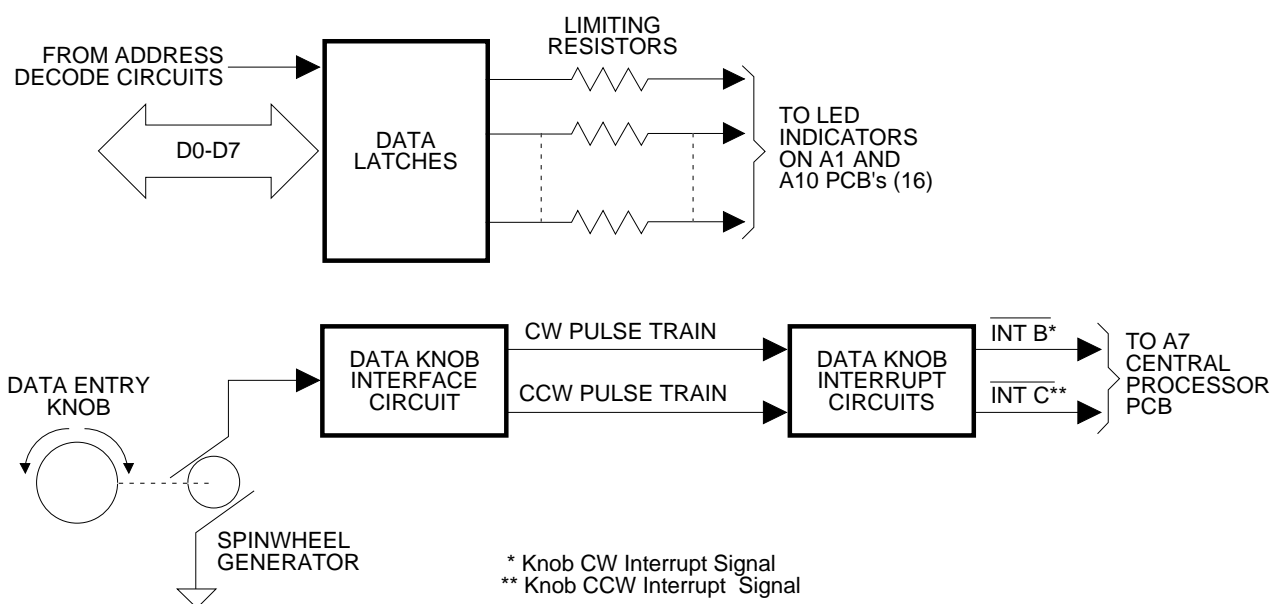 FROM ADDRESS
DECODE CIRCUITS
D0-D7
DATA
LATCHES
LIMITING
RESISTORS
TO LED
INDICATORS
ON A1 AND
A10 PCB's (16)
DATA ENTRY
KNOB
SPINWHEEL
GENERATOR
DATA KNOB
INTERFACE
CIRCUIT
CW PULSE TRAIN
CCW PULSE TRAIN
DATA KNOB
INTERRUPT
CIRCUITS
INT B*
INT C**
TO A7
CENTRAL
PROCESSOR
PCB
* Knob CW Interrupt Signal
** Knob CCW Interrupt Signal